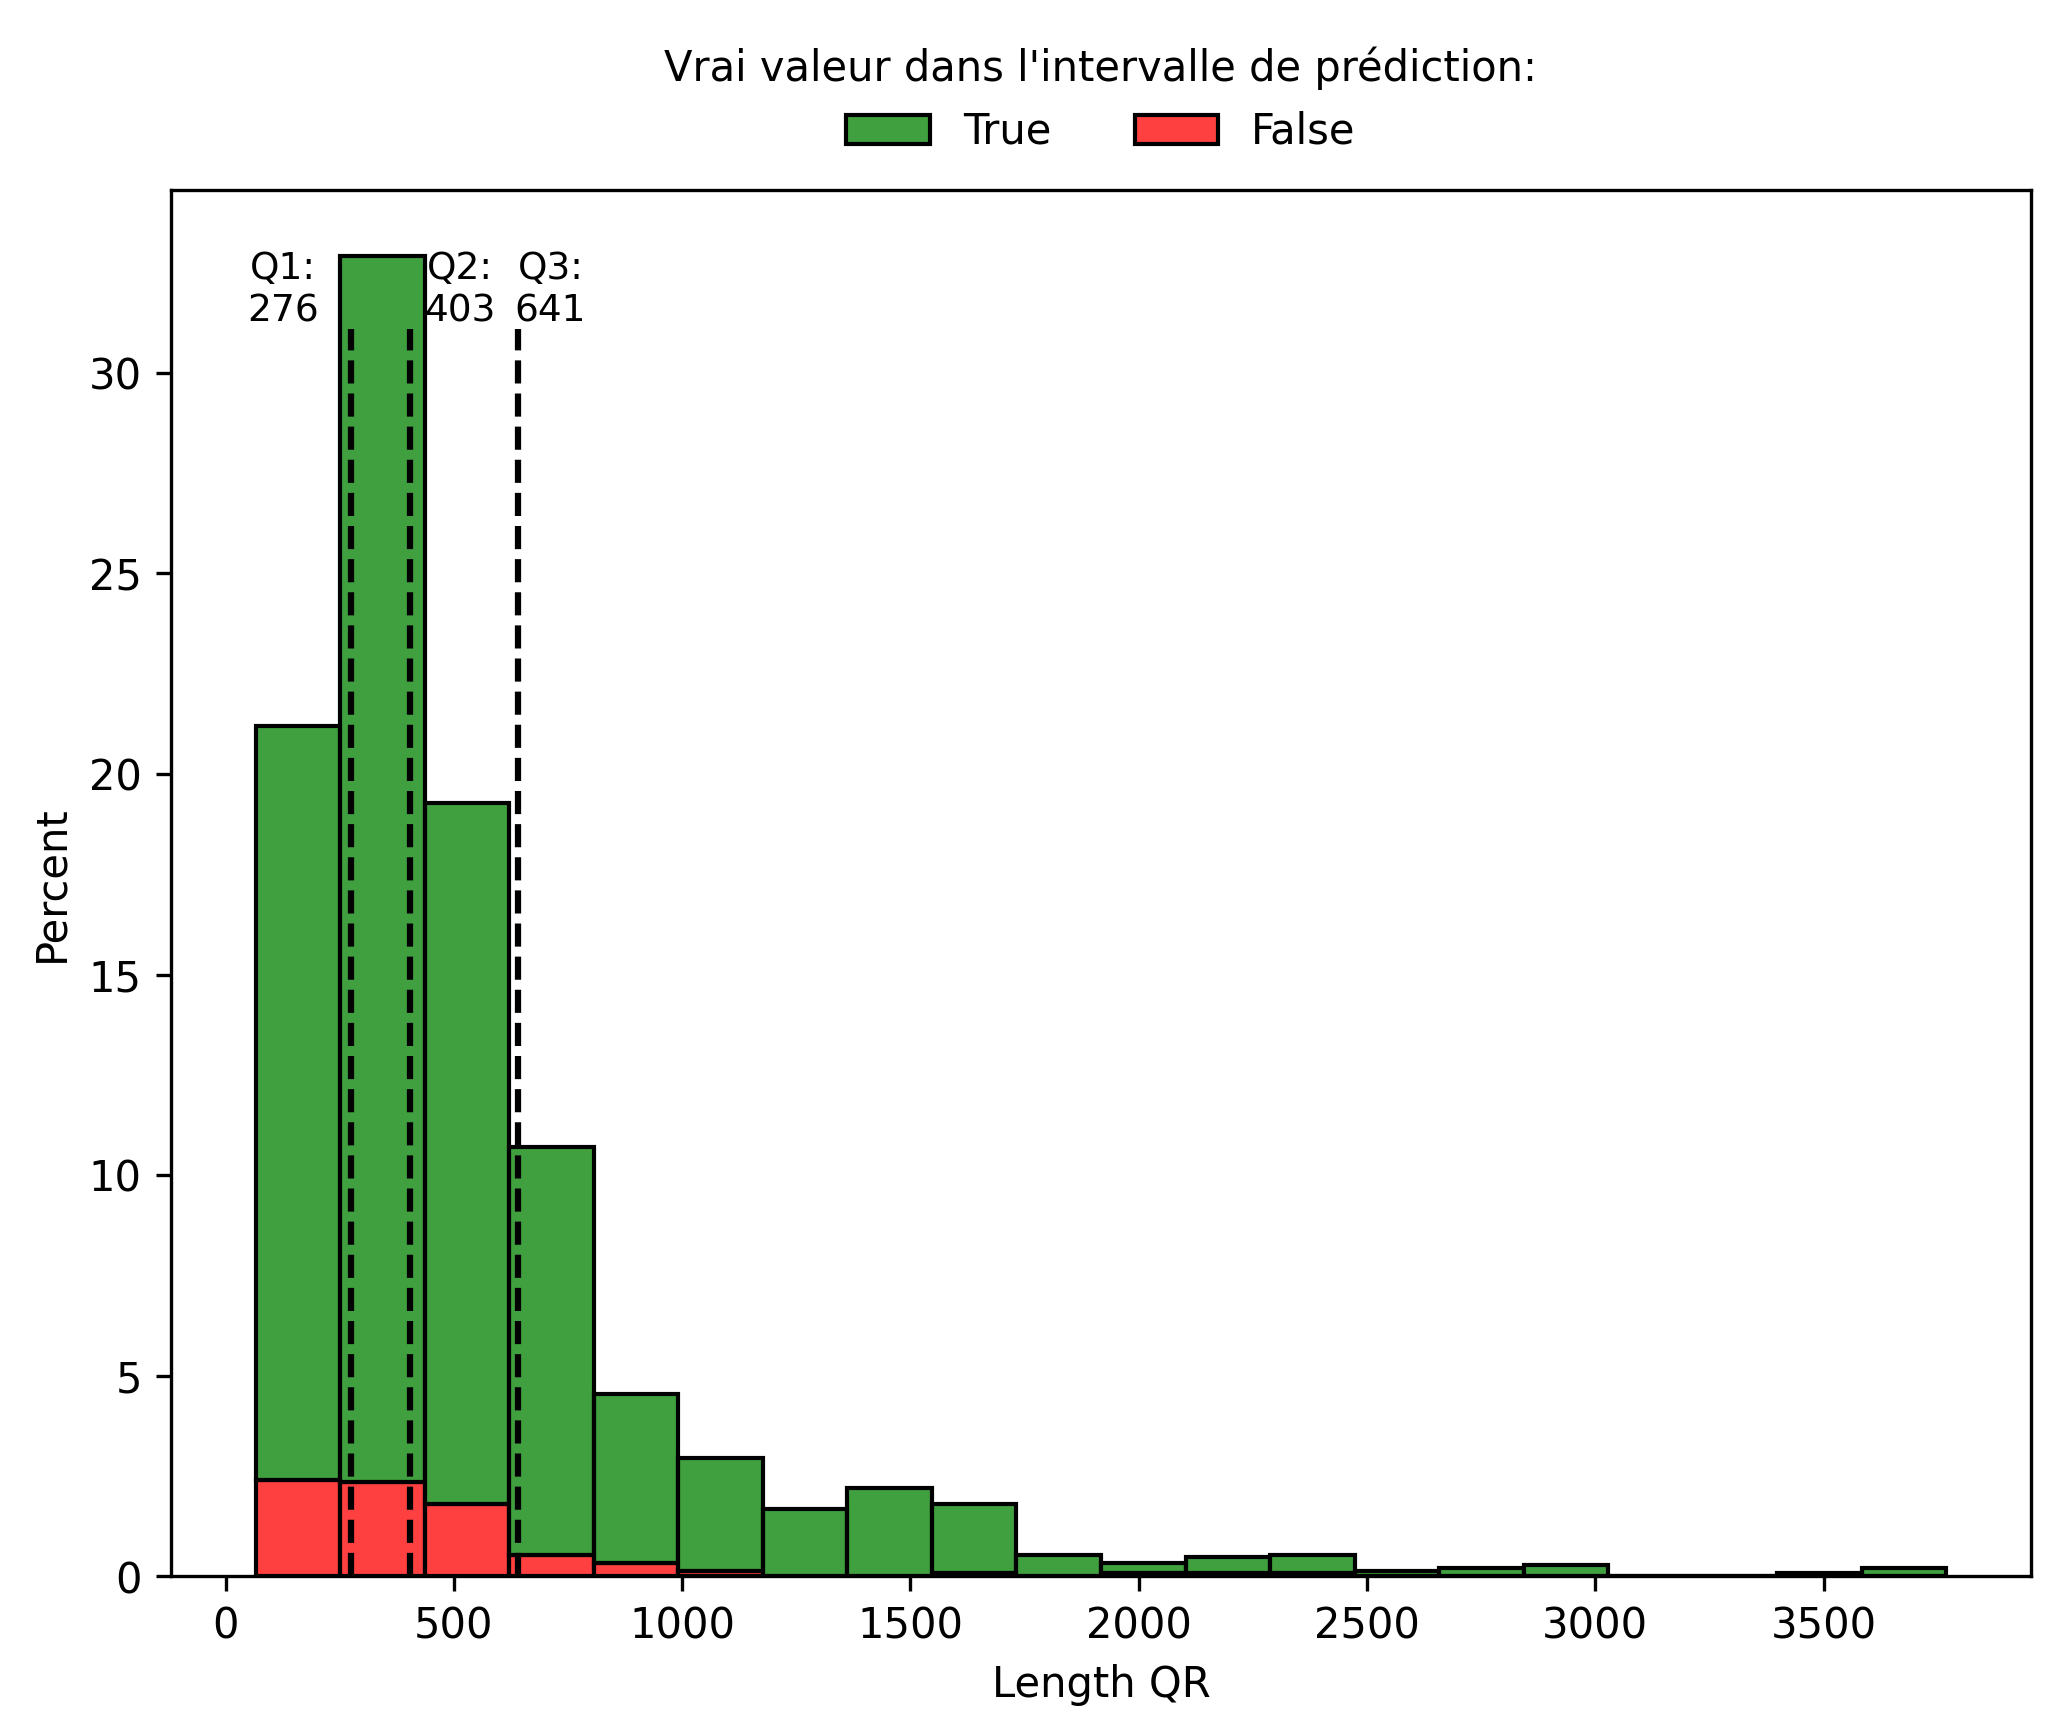 Vrai valeur dans l'intervalle de prédiction:
True False
Q1: Q2: Q3:
276 403 641
30
25
20
15
10
5
0
Percent
0 500 1000 1500 2000 2500 3000 3500
Length QR